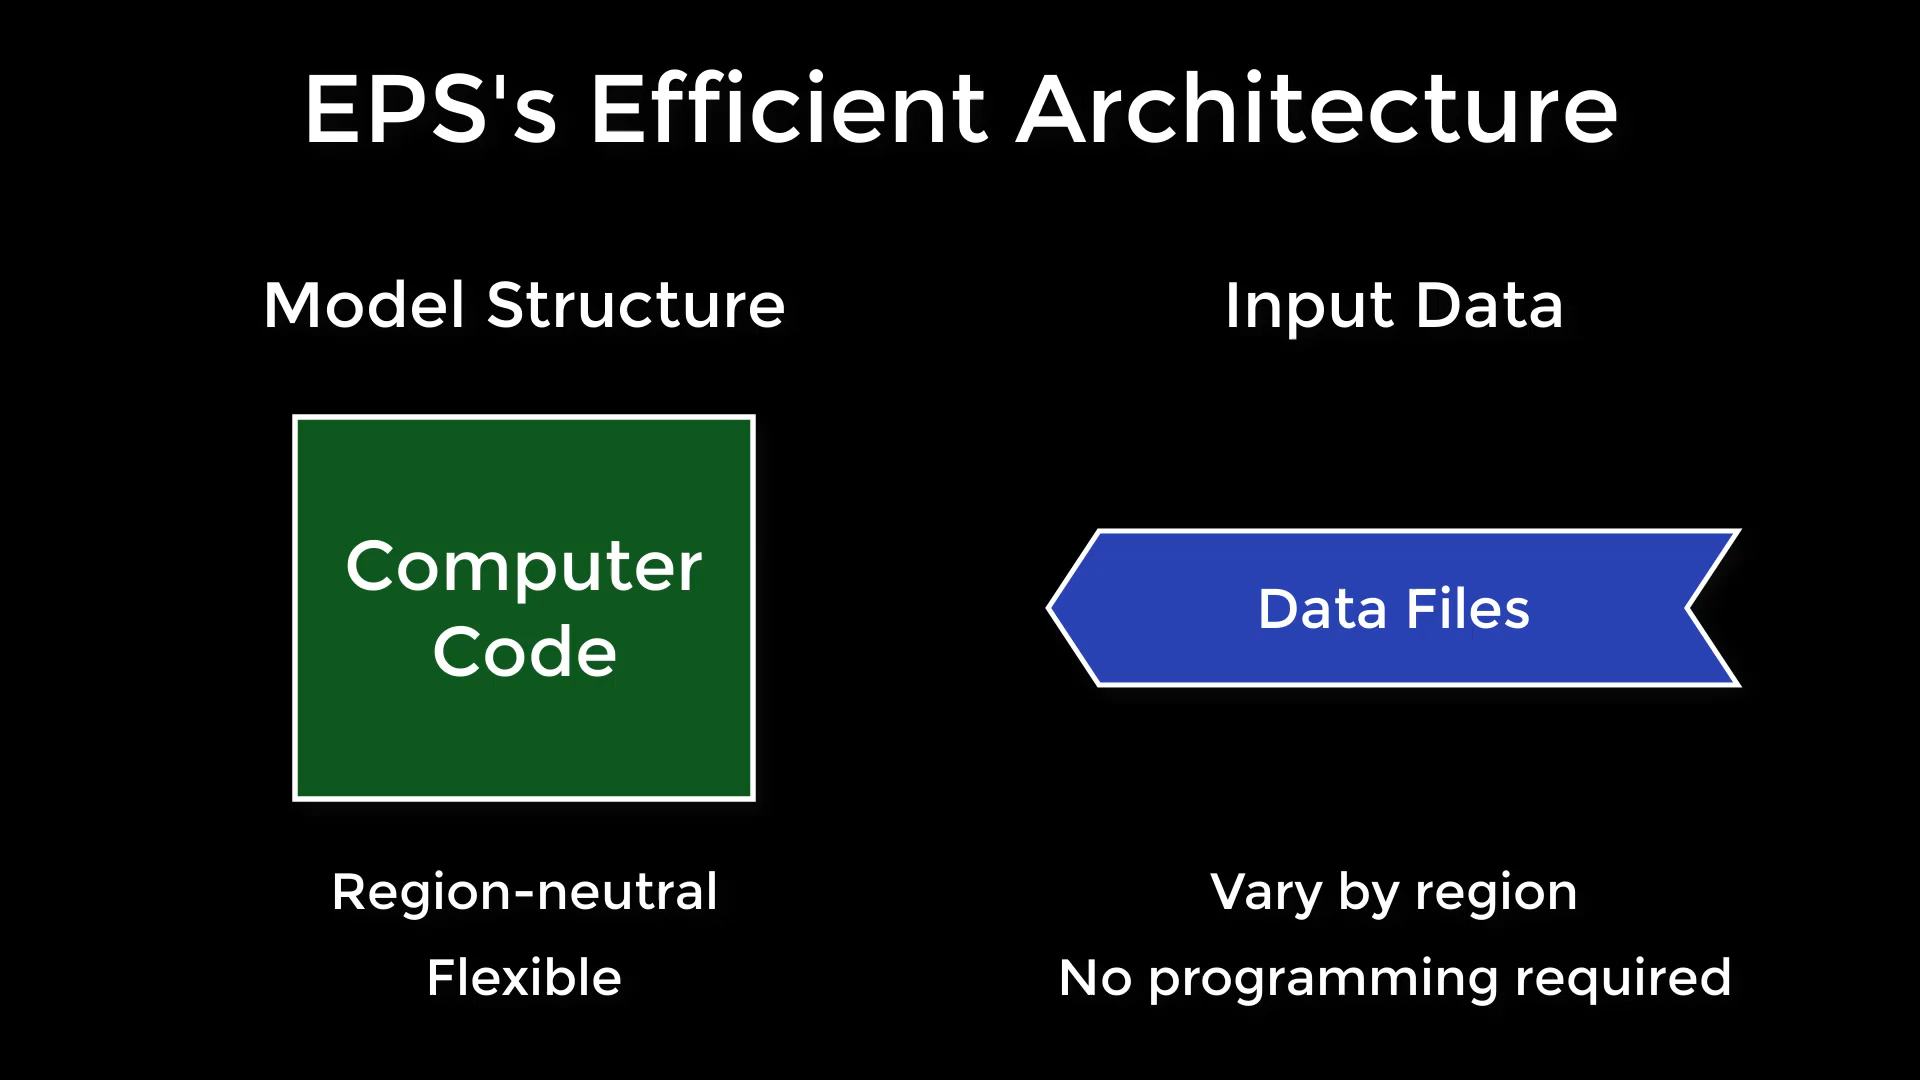 EPS's Efficient Architecture
Model Structure
Computer
Code
Region-neutral
Flexible
Input Data
Data Files
Vary by region
No programming required